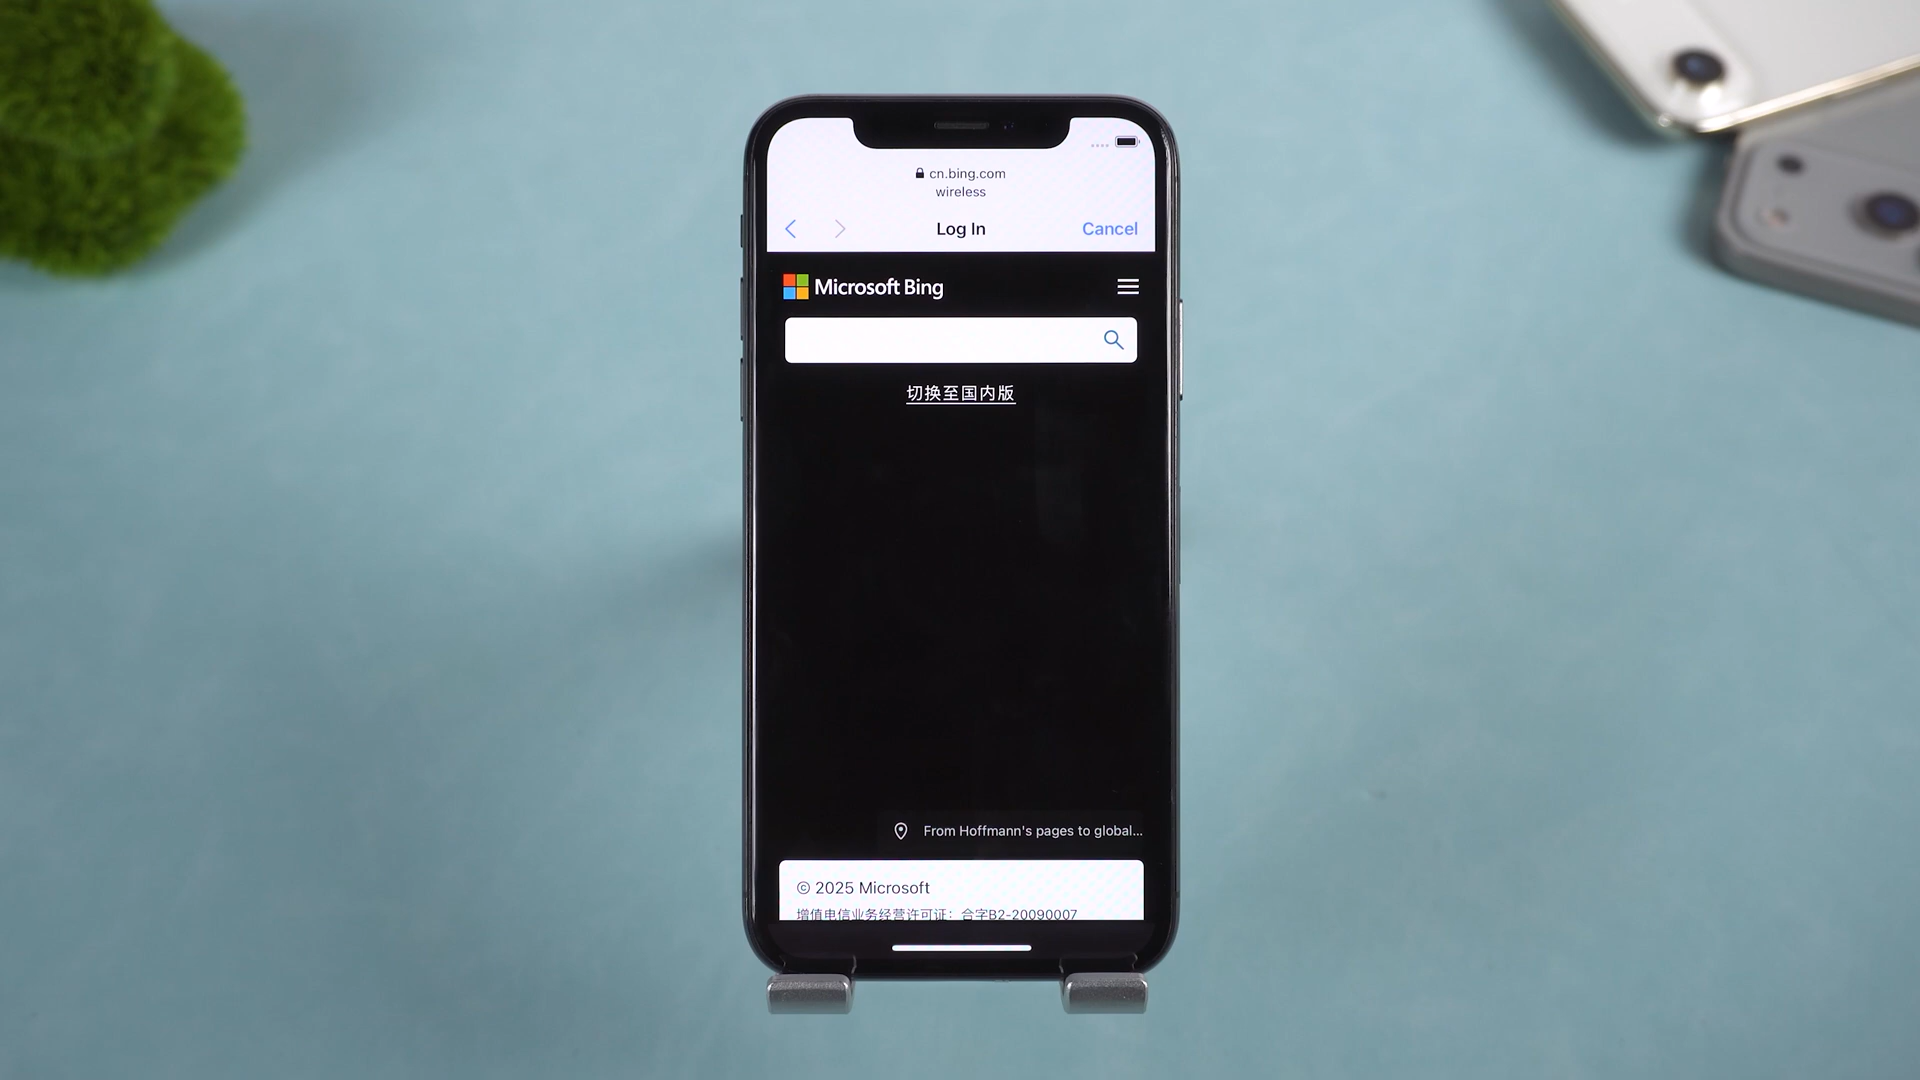 cn.bing.com
wireless
Log In
Cancel
Microsoft Bing
切换至国内版
From Hoffmann's pages to global...
© 2025 Microsoft
增值电信业务经营许可证：合字B2-20090007